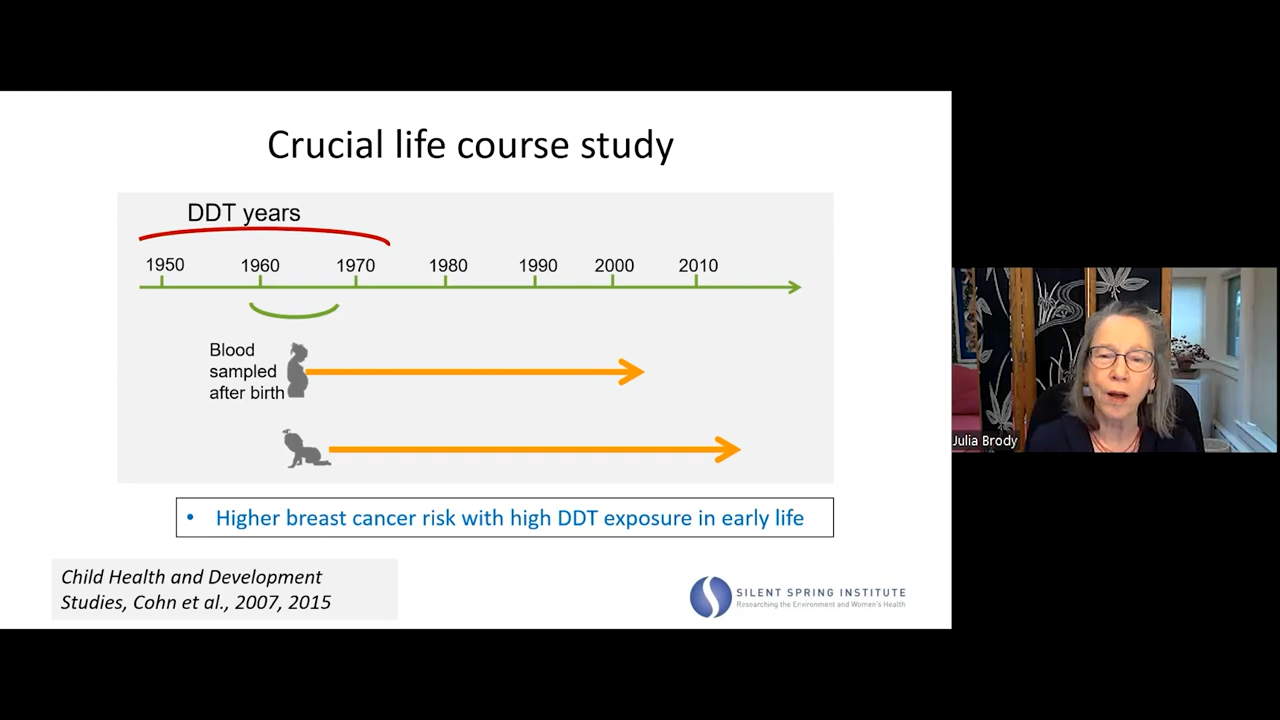 Crucial life course study
DDT years
1950 1960 1970 1980 1990 2000 2010
Blood
sampled
after birth
• Higher breast cancer risk with high DDT exposure in early life
Child Health and Development
Studies, Cohn et al., 2007, 2015
SILENT SPRING INSTITUTE
Researching the Environment and Women's Health
Julia Brody